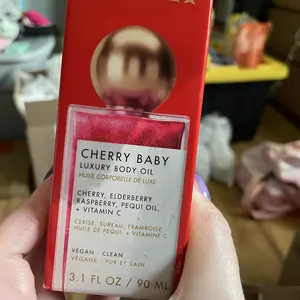 CHERRY BABY
LUXURY BODY OIL
HUILE CORPORELLE DE LUXE
CHERRY, ELDERBERRY
RASPBERRY, PEQUI OIL,
+ VITAMIN C
CERISE, SUREAU, FRAMBOISE,
HUILE DE PEQUI, + VITAMINE C
VEGAN - CLEAN
VÉGANE - PUR ET SAIN
3.1 FL OZ / 90 ML